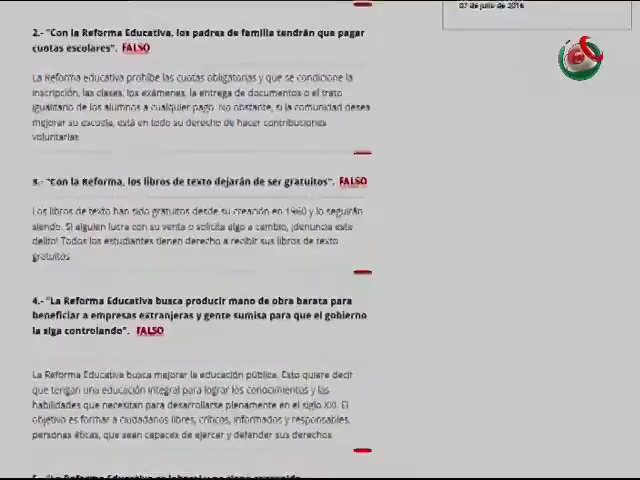 07 de julio de 2016
2.- "Con la Reforma Educativa, los padres de familia tendrán que pagar
cuotas escolares". FALSO
La Reforma educativa prohíbe las cuotas obligatorias y que se condicione la
inscripción, las clases, los exámenes, la entrega de documentos o el trato
igualitario de los alumnos a cualquier pago. No obstante, si la comunidad desea
mejorar su escuela, está en todo su derecho de hacer contribuciones
voluntarias
3.- "Con la Reforma, los libros de texto dejarán de ser gratuitos". FALSO
Los libros de texto han sido gratuitos desde su creación en 1960 y lo seguirán
siendo. Si alguien lucra con su venta o solicita algo a cambio, ¡denuncia este
delito! Todos los estudiantes tienen derecho a recibir sus libros de texto
gratuitos.
4.- "La Reforma Educativa busca producir mano de obra barata para
beneficiar a empresas extranjeras y gente sumisa para que el gobierno
la siga controlando". FALSO
La Reforma Educativa busca mejorar la educación pública. Esto quiere decir
que tengan una educación integral para lograr los conocimientos y las
habilidades que necesitan para desarrollarse plenamente en el siglo XXI. El
objetivo es formar a ciudadanos libres, críticos, informados y responsables,
personas éticas, que sean capaces de ejercer y defender sus derechos
5.- "La Reforma Educativa es laboral y no tiene contenido